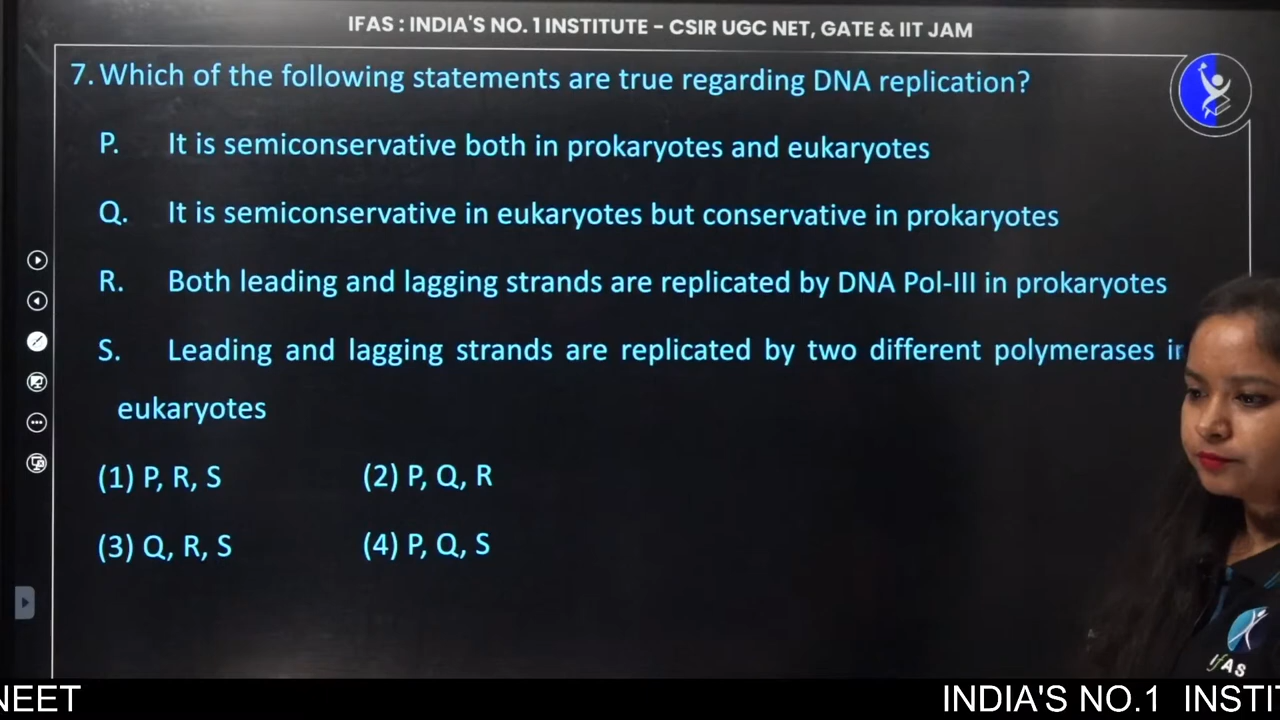 IFAS : INDIA'S NO. 1 INSTITUTE – CSIR UGC NET, GATE & IIT JAM
7. Which of the following statements are true regarding DNA replication?
P. It is semiconservative both in prokaryotes and eukaryotes
Q. It is semiconservative in eukaryotes but conservative in prokaryotes
R. Both leading and lagging strands are replicated by DNA Pol-III in prokaryotes
S. Leading and lagging strands are replicated by two different polymerases in
eukaryotes
(1) P, R, S (2) P, Q, R
(3) Q, R, S (4) P, Q, S
ifAS
NEET INDIA'S NO.1 INSTIT